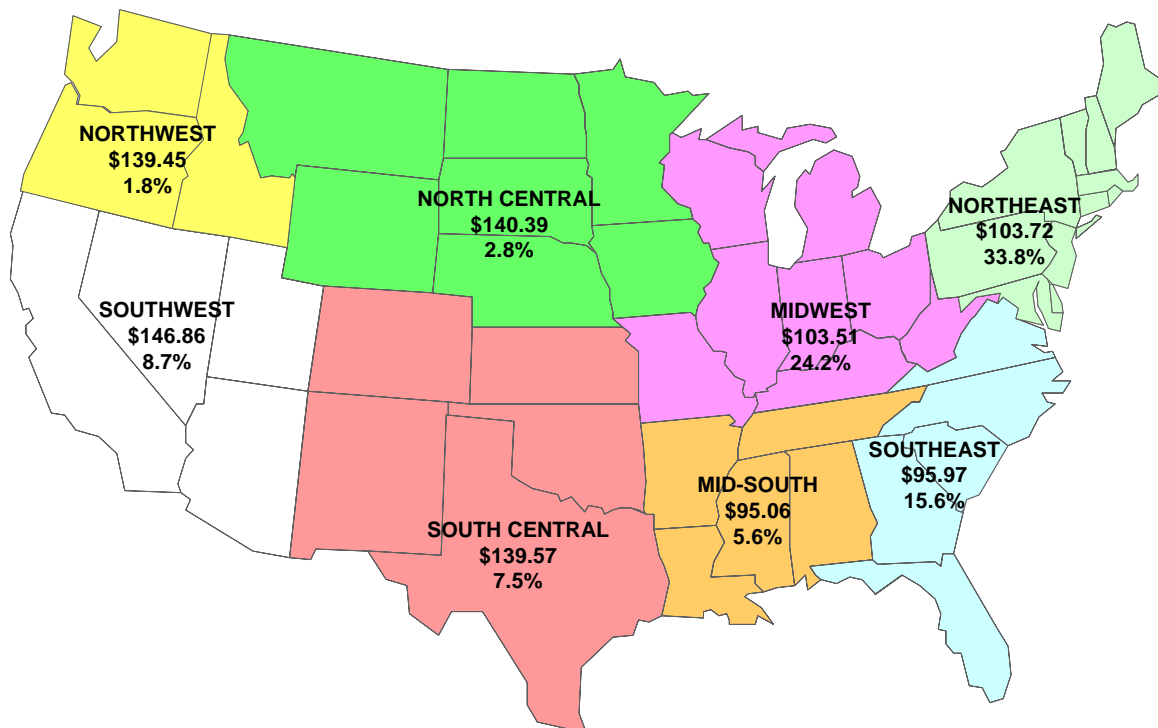 NORTHWEST
$139.45
1.8%
NORTH CENTRAL
$140.39
2.8%
NORTHEAST
$103.72
33.8%
SOUTHWEST
$146.86
8.7%
MIDWEST
$103.51
24.2%
SOUTHEAST
$95.97
15.6%
MID-SOUTH
$95.06
5.6%
SOUTH CENTRAL
$139.57
7.5%